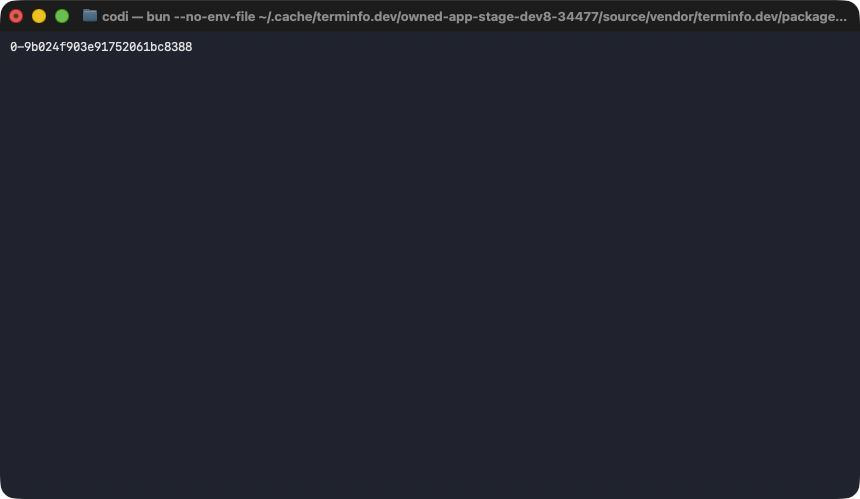 codi — bun --no-env-file ~/.cache/terminfo.dev/owned-app-stage-dev8-34477/source/vendor/terminfo.dev/package...
0-9b024f903e91752061bc8388